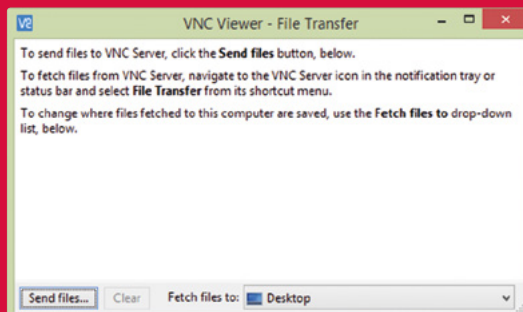 VNC Viewer - File Transfer
To send files to VNC Server, click the Send files button, below.
To fetch files from VNC Server, navigate to the VNC Server icon in the notification tray or
status bar and select File Transfer from its shortcut menu.
To change where files fetched to this computer are saved, use the Fetch files to drop-down
list, below.
Send files... Clear Fetch files to: Desktop